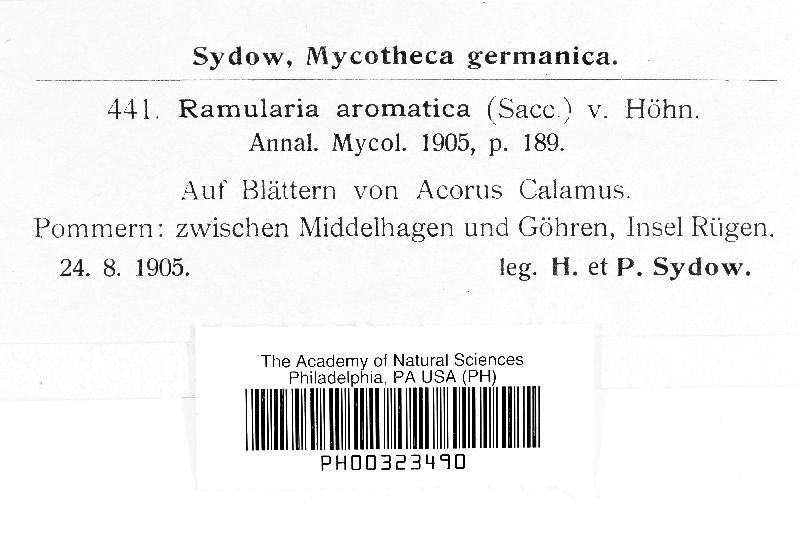 Sydow, Mycotheca germanica.
441. Ramularia aromatica (Sacc.) v. Höhn.
Annal. Mycol. 1905, p. 189.
Auf Blättern von Acorus Calamus.
Pommern: zwischen Middelhagen und Göhren, Insel Rügen.
24. 8. 1905. leg. H. et P. Sydow.
The Academy of Natural Sciences
Philadelphia, PA USA (PH)
PH00323490